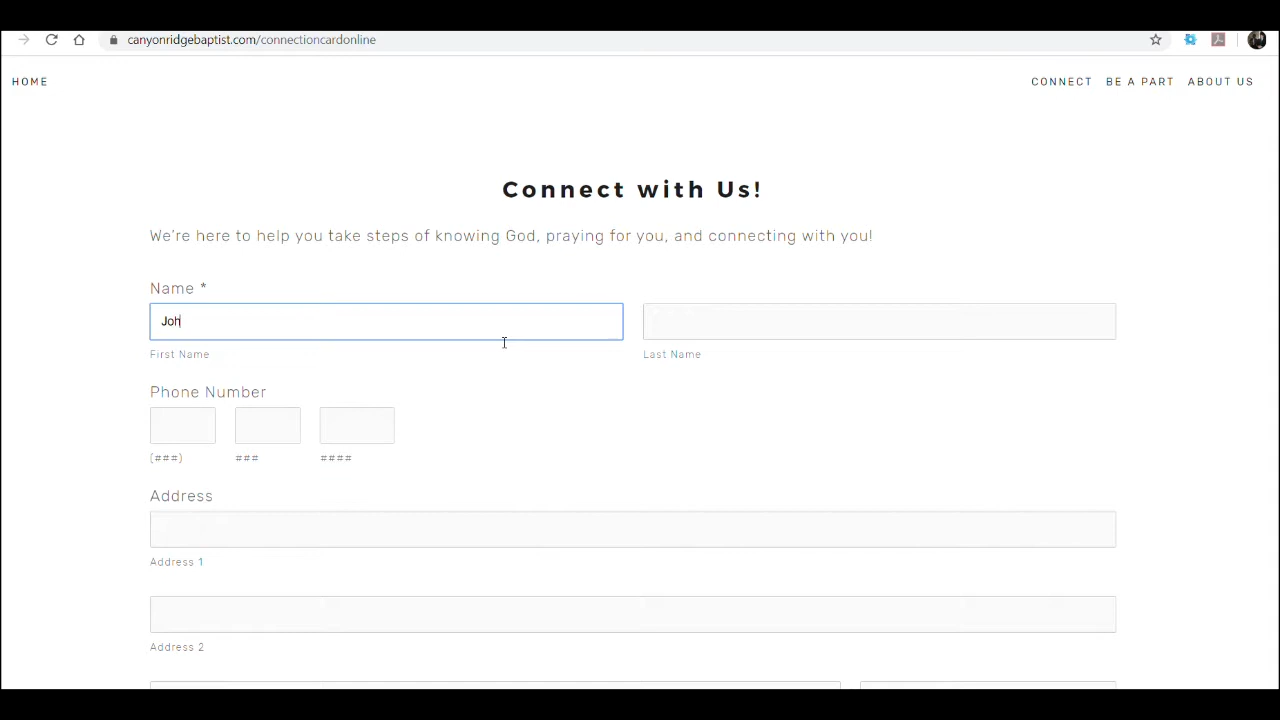 canyonridgebaptist.com/connectioncardonline
HOME
CONNECT BE A PART ABOUT US
Connect with Us!
We're here to help you take steps of knowing God, praying for you, and connecting with you!
Name *
Joh
First Name Last Name
Phone Number
(###) ### ####
Address
Address 1
Address 2